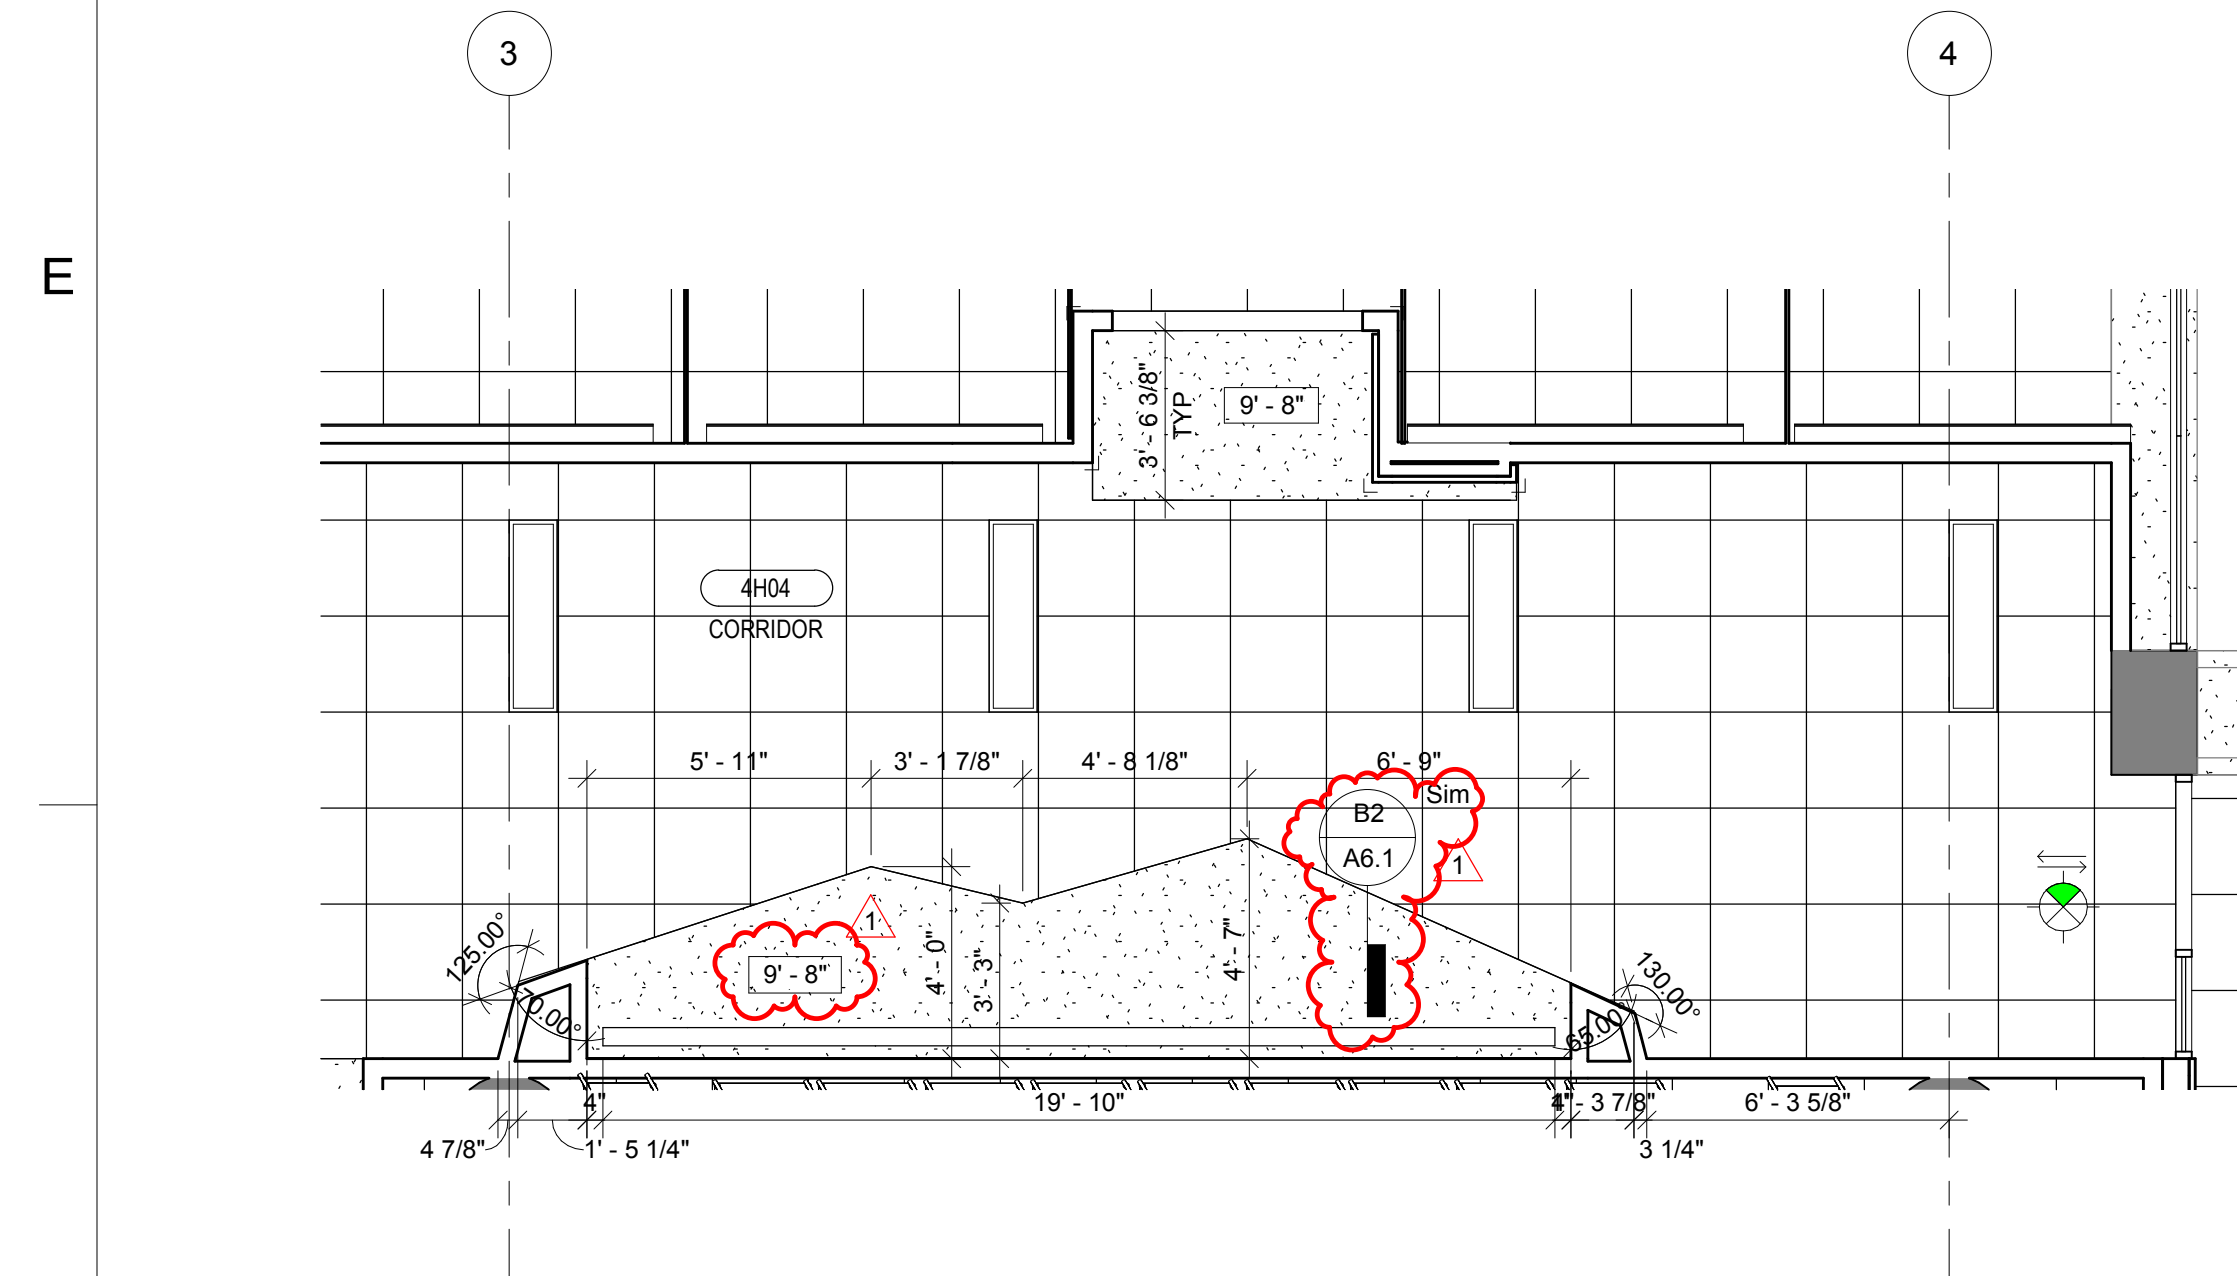 3
4
E
3' - 6 3/8"
TYP
9' - 8"
4H04
CORRIDOR
5' - 11"
3' - 1 7/8"
4' - 8 1/8"
6' - 9"
Sim
B2
A6.1
1
1
9' - 8"
4' - 0"
3' - 3"
4' - 7"
125.00°
70.00°
130.00°
65.00°
4"
19' - 10"
4"
1' - 3 7/8"
6' - 3 5/8"
4 7/8"
1' - 5 1/4"
3 1/4"